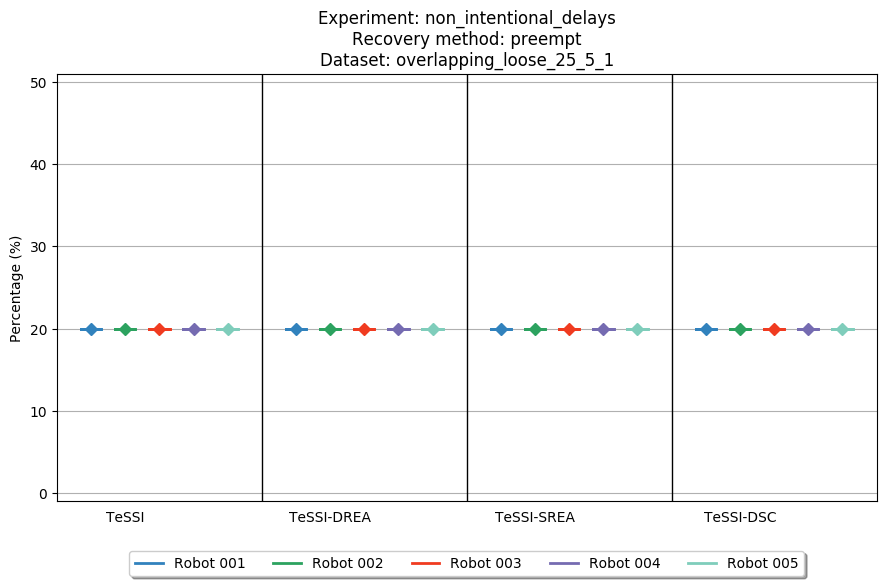 Experiment: non_intentional_delays
Recovery method: preempt
Dataset: overlapping_loose_25_5_1
Percentage (%)
50
40
30
20
10
0
TeSSI TeSSI-DREA TeSSI-SREA TeSSI-DSC
Robot 001 Robot 002 Robot 003 Robot 004 Robot 005